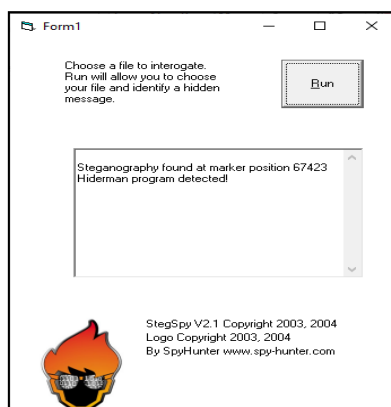 Form1
Choose a file to interogate.
Run will allow you to choose
your file and identify a hidden
message.
Run
Steganography found at marker position 67423
Hiderman program detected!
StegSpy V2.1 Copyright 2003, 2004
Logo Copyright 2003, 2004
By SpyHunter www.spy-hunter.com